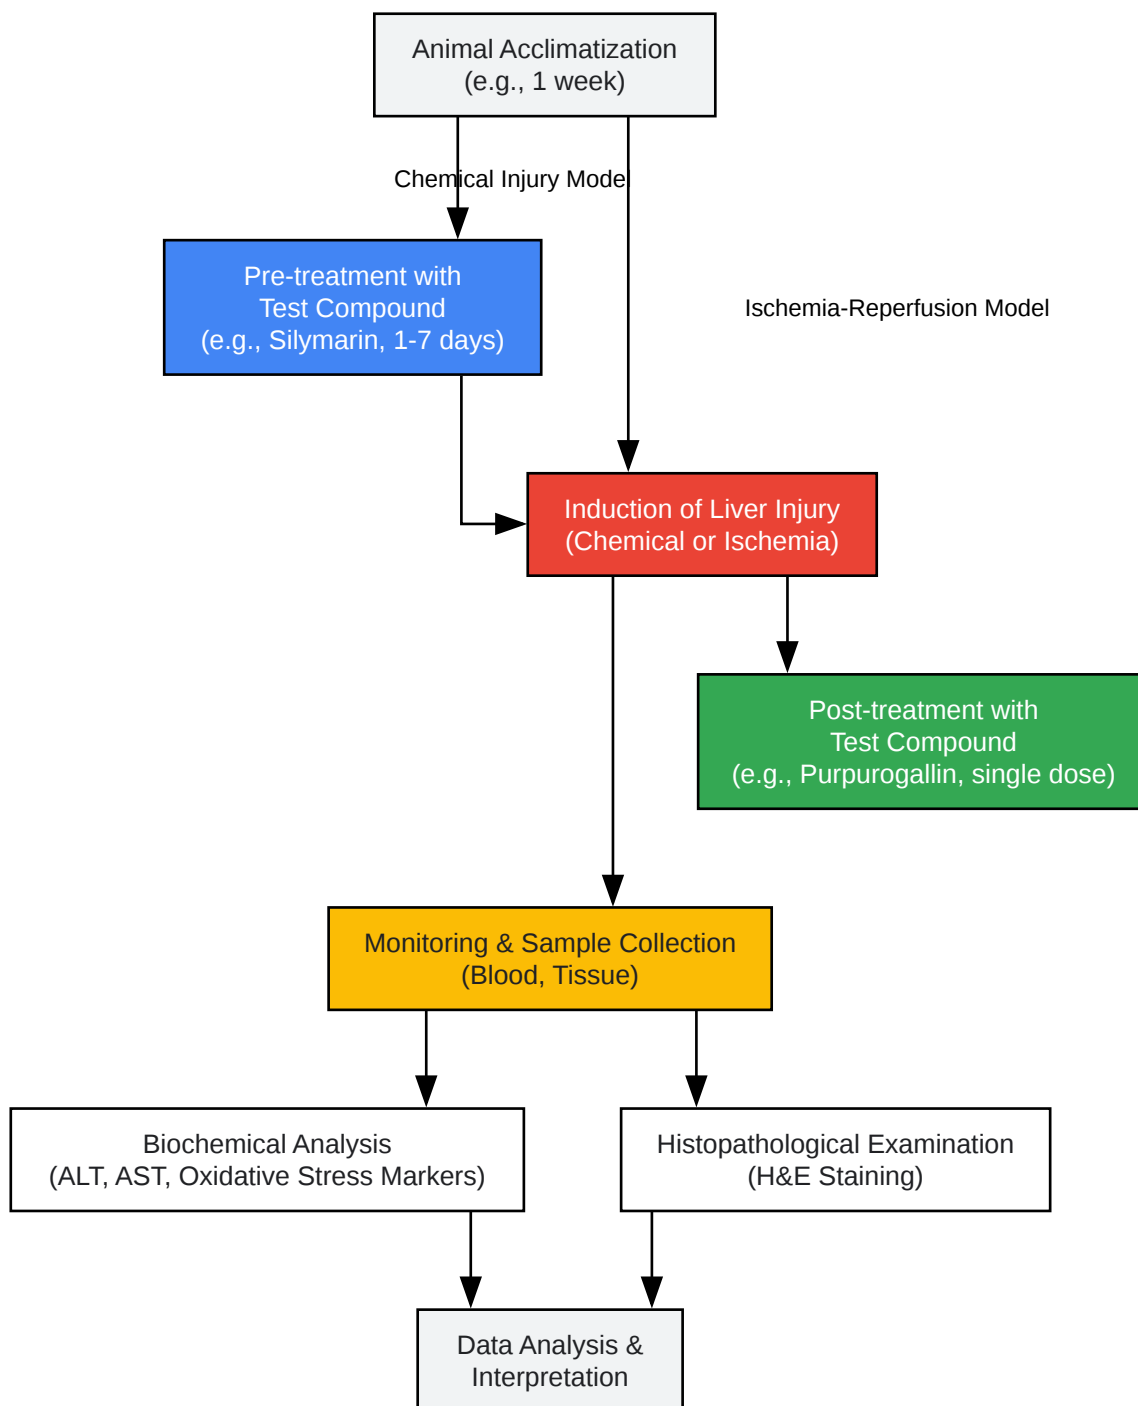 Animal Acclimatization
(e.g., 1 week)
Chemical Injury Model
Pre-treatment with
Test Compound
(e.g., Silymarin, 1-7 days)
Ischemia-Reperfusion Model
Induction of Liver Injury
(Chemical or Ischemia)
Post-treatment with
Test Compound
(e.g., Purpurogallin, single dose)
Monitoring & Sample Collection
(Blood, Tissue)
Biochemical Analysis
(ALT, AST, Oxidative Stress Markers)
Histopathological Examination
(H&E Staining)
Data Analysis &
Interpretation